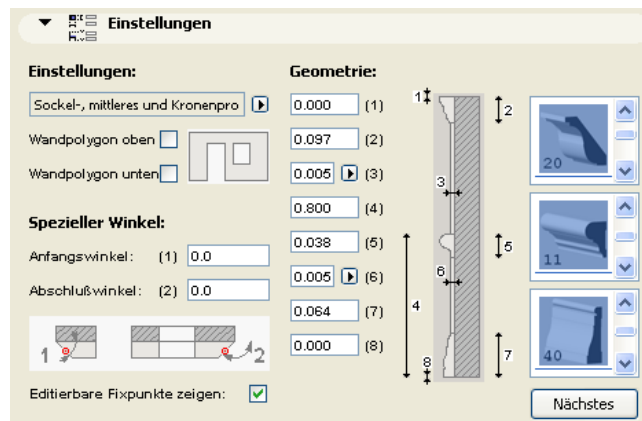 Einstellungen
Einstellungen:
Sockel-, mittleres und Kronenpro
Wandpolygon oben
Wandpolygon unten
Spezieller Winkel:
Anfangswinkel: (1) 0.0
Abschlußwinkel: (2) 0.0
1 2
Editierbare Fixpunkte zeigen:
Geometrie:
0.000 (1)
0.097 (2)
0.005 (3)
0.800 (4)
0.038 (5)
0.005 (6)
0.064 (7)
0.000 (8)
1
2
3
5
6
4
7
8
20
11
40
Nächstes